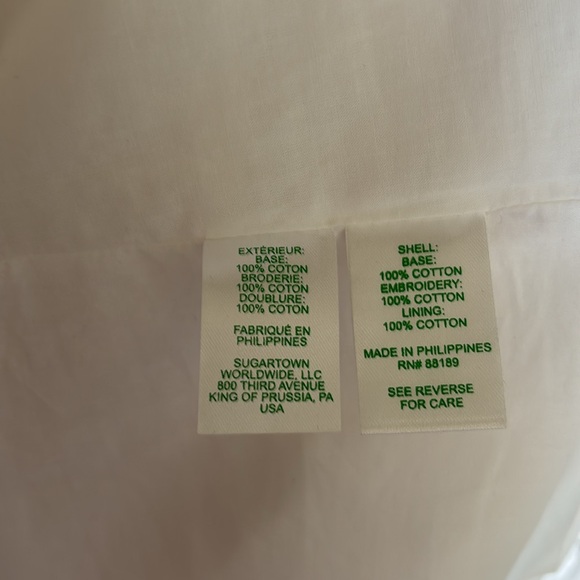 EXTÉRIEUR:
BASE:
100% COTON
BRODERIE:
100% COTON
DOUBLURE:
100% COTON
FABRIQUÉ EN
PHILIPPINES
SUGARTOWN
WORLDWIDE, LLC
800 THIRD AVENUE
KING OF PRUSSIA, PA
USA
SHELL:
BASE:
100% COTTON
EMBROIDERY:
100% COTTON
LINING:
100% COTTON
MADE IN PHILIPPINES
RN# 88189
SEE REVERSE
FOR CARE